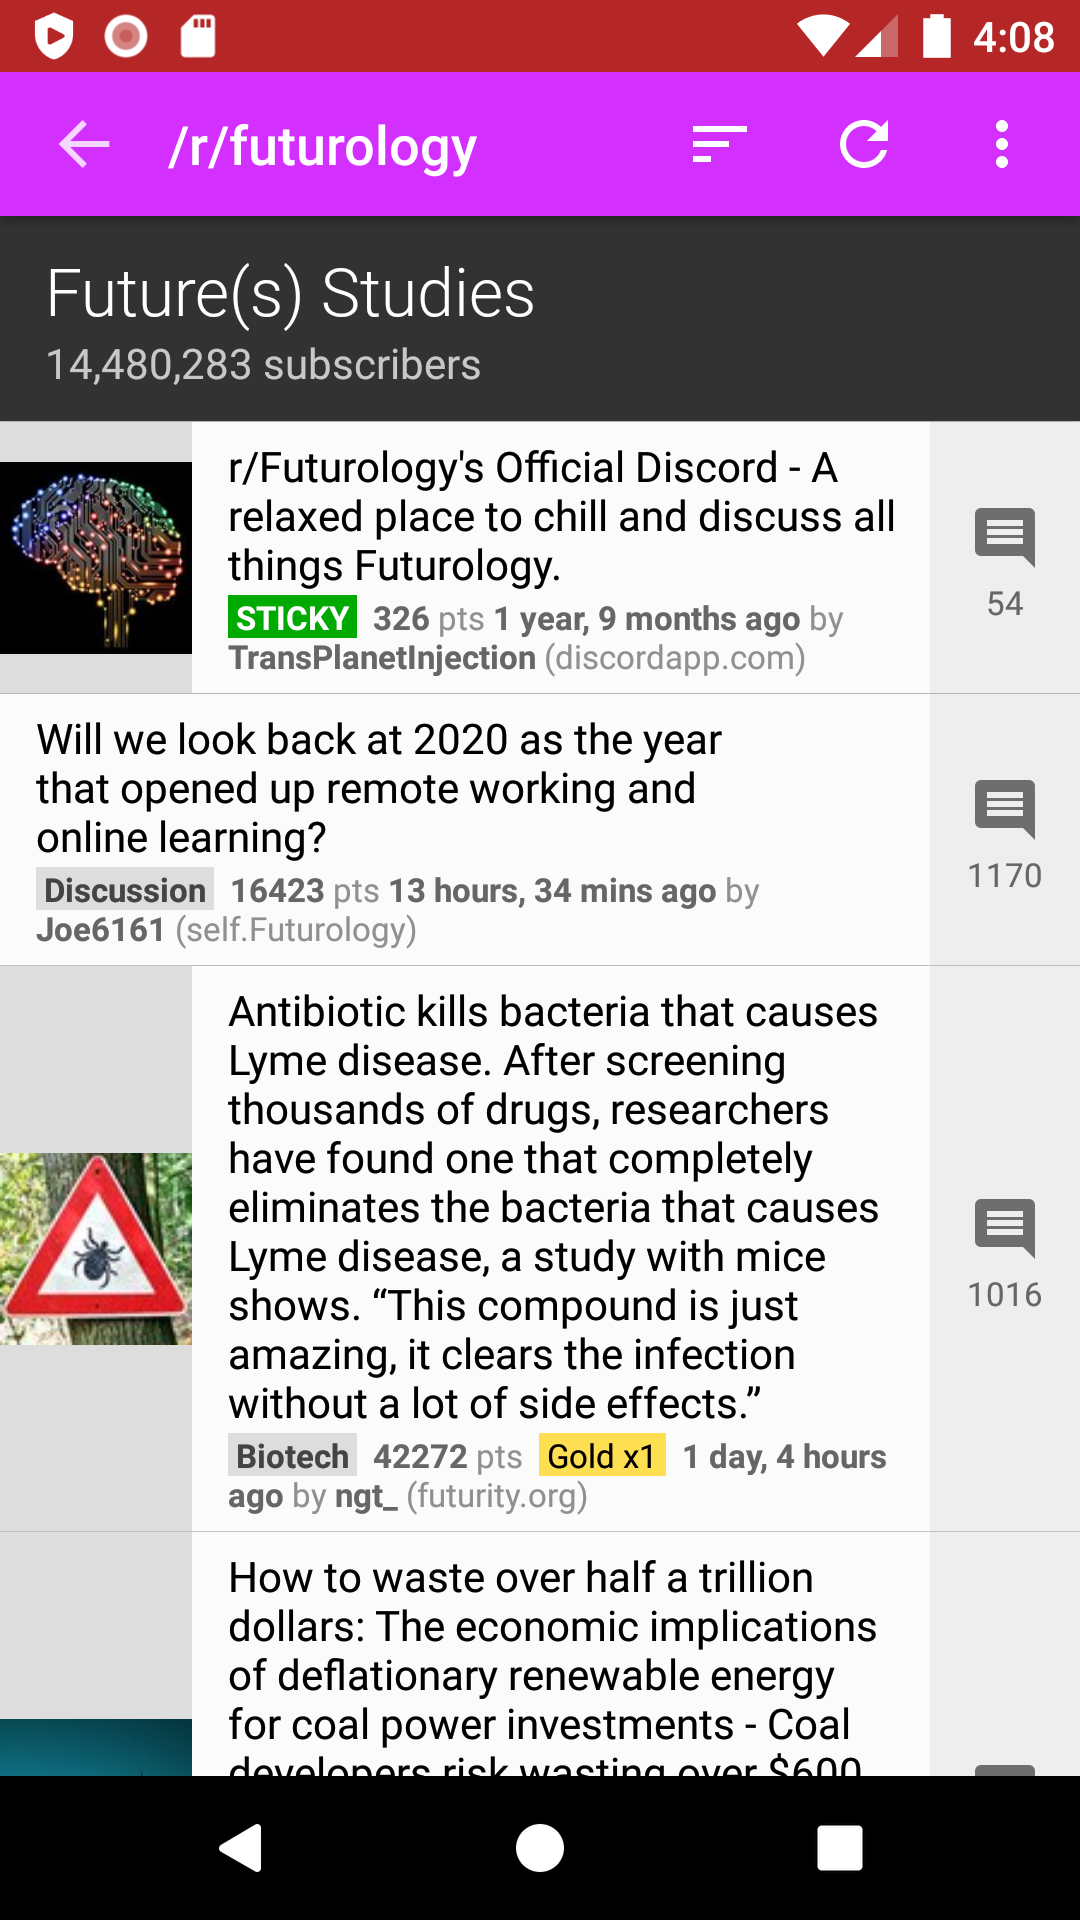 4:08
/r/futurology
Future(s) Studies
14,480,283 subscribers
r/Futurology's Official Discord - A
relaxed place to chill and discuss all
things Futurology.
STICKY 326 pts 1 year, 9 months ago by
TransPlanetInjection (discordapp.com)
54
Will we look back at 2020 as the year
that opened up remote working and
online learning?
Discussion 16423 pts 13 hours, 34 mins ago by
Joe6161 (self.Futurology)
1170
Antibiotic kills bacteria that causes
Lyme disease. After screening
thousands of drugs, researchers
have found one that completely
eliminates the bacteria that causes
Lyme disease, a study with mice
shows. “This compound is just
amazing, it clears the infection
without a lot of side effects.”
Biotech 42272 pts Gold x1 1 day, 4 hours
ago by ngt_ (futurity.org)
1016
How to waste over half a trillion
dollars: The economic implications
of deflationary renewable energy
for coal power investments - Coal
developers risk wasting over $600